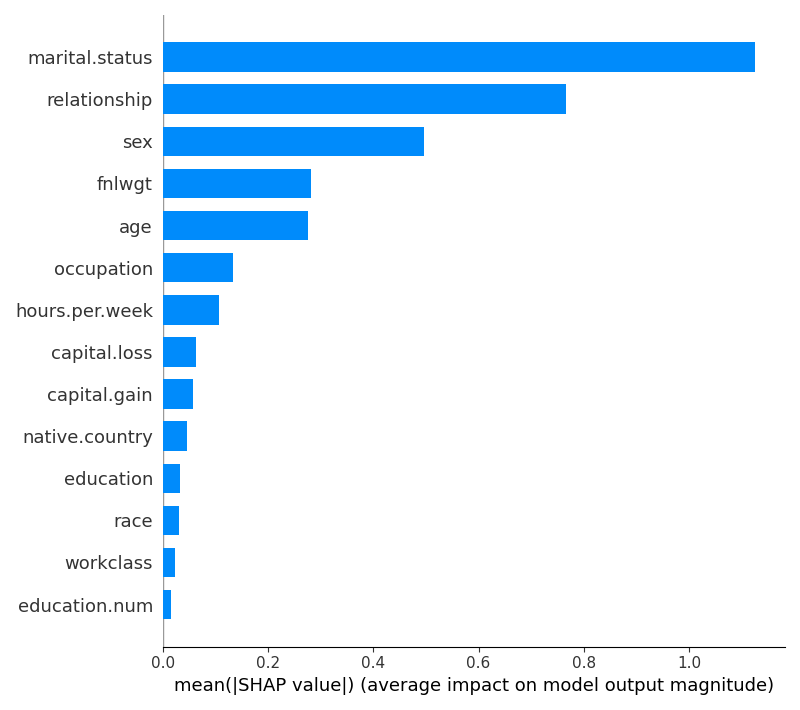 marital.status
relationship
sex
fnlwgt
age
occupation
hours.per.week
capital.loss
capital.gain
native.country
education
race
workclass
education.num
0.0 0.2 0.4 0.6 0.8 1.0
mean(|SHAP value|) (average impact on model output magnitude)